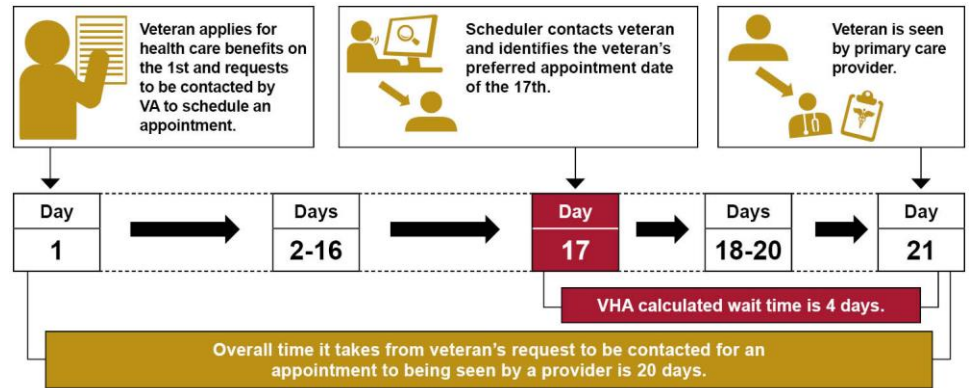 Veteran applies for
health care benefits on
the 1st and requests
to be contacted by
VA to schedule an
appointment.
Scheduler contacts veteran
and identifies the veteran’s
preferred appointment date
of the 17th.
Veteran is seen
by primary care
provider.
Day
1
Days
2-16
Day
17
Days
18-20
Day
21
VHA calculated wait time is 4 days.
Overall time it takes from veteran’s request to be contacted for an
appointment to being seen by a provider is 20 days.